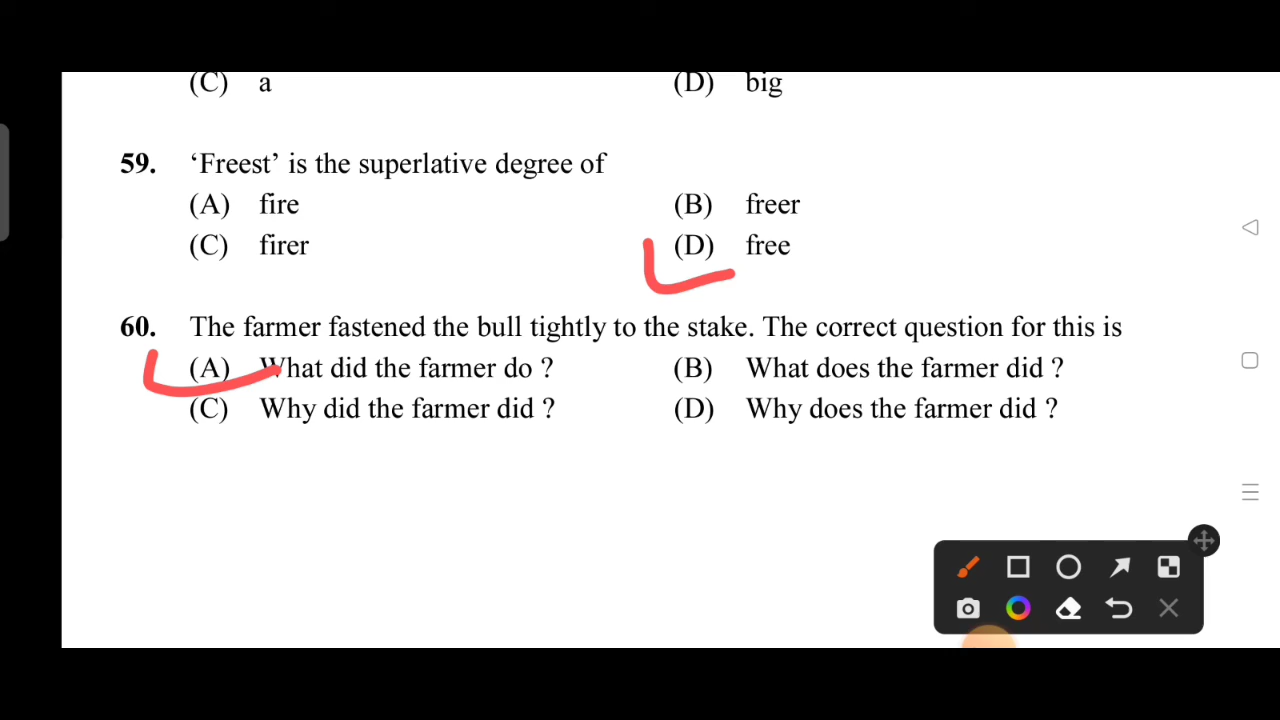 (C) a (D) big
59. ‘Freest’ is the superlative degree of
(A) fire (B) freer
(C) firer (D) free
60. The farmer fastened the bull tightly to the stake. The correct question for this is
(A) What did the farmer do ? (B) What does the farmer did ?
(C) Why did the farmer did ? (D) Why does the farmer did ?